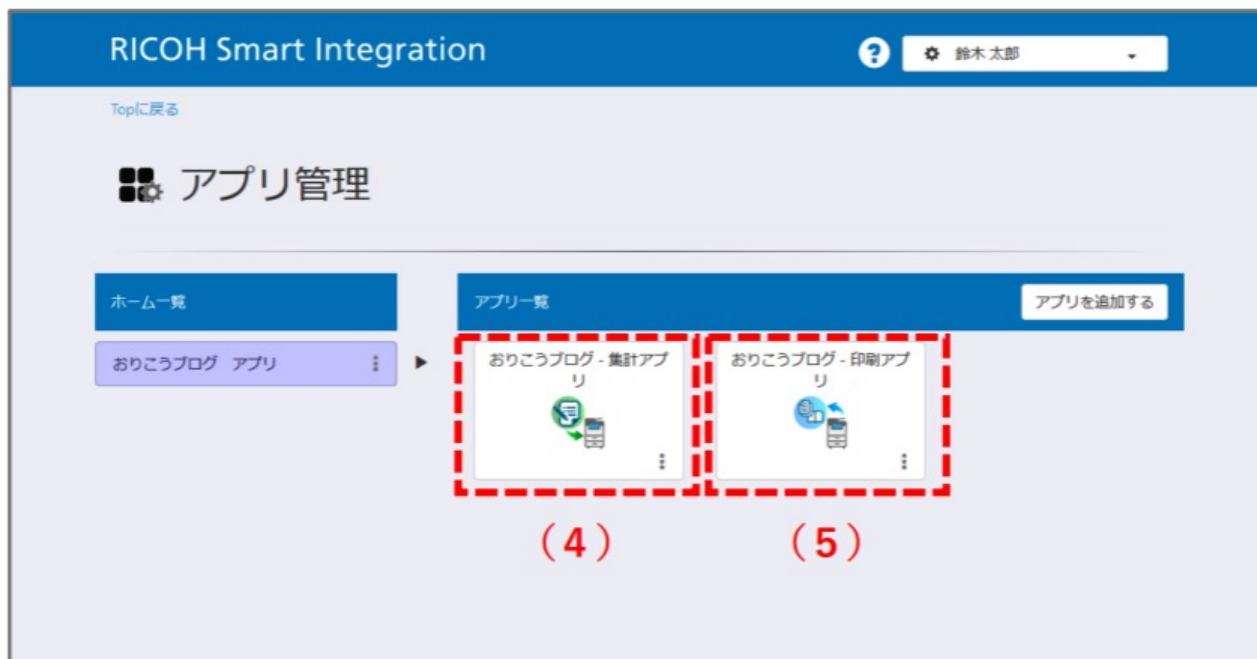 RICOH Smart Integration
鈴木 太郎
Topに戻る
アプリ管理
ホーム一覧
アプリ一覧
アプリを追加する
おりこうブログ アプリ
おりこうブログ - 集計アプ
リ
おりこうブログ - 印刷アプ
リ
（4）
（5）